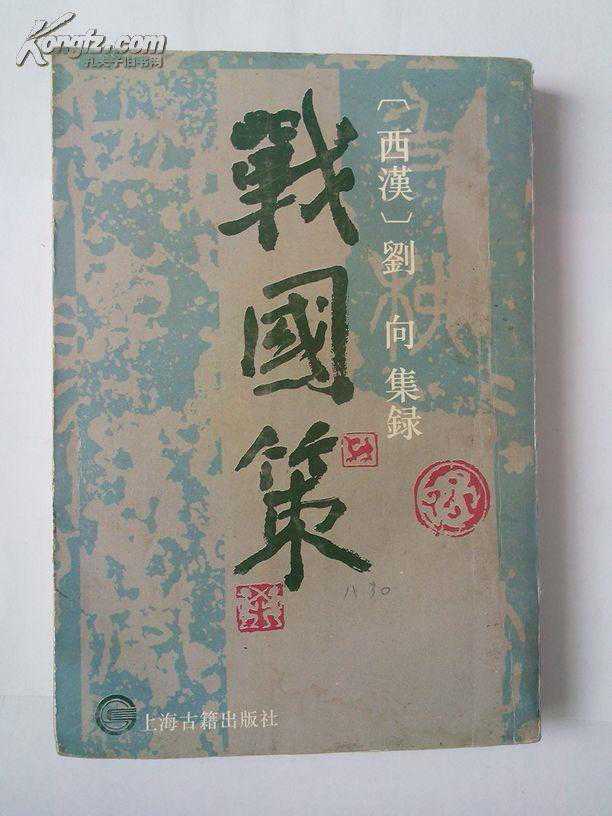 Kongfz.com
孔夫子旧书网
〔西漢〕劉向集録
戰國策
上海古籍出版社